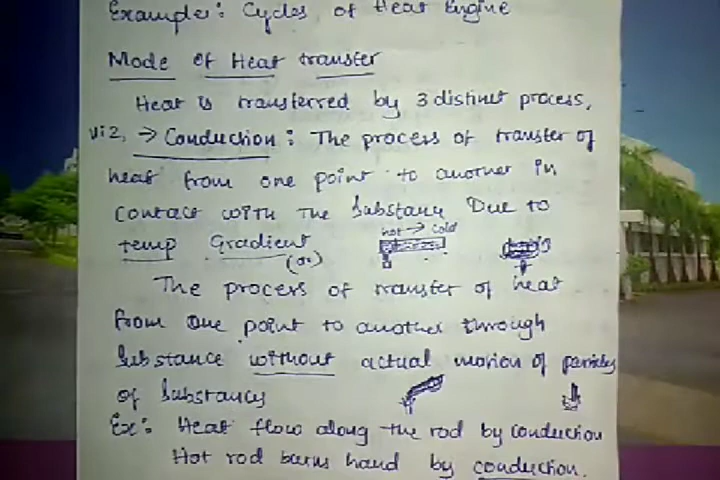 Example: Cycles of Heat Engine
Mode of Heat transfer
Heat is transferred by 3 distinct process,
viz, → Conduction: The process of transfer of
heat from one point to another in
contact with the Substany Due to
temp Gradient
hot → cold
(or)
The process of transfer of heat
from one point to another through
Substance without actual motion of particles
of Substances
Ex: Heat flow along the rod by conduction
Hot rod burns hand by conduction.